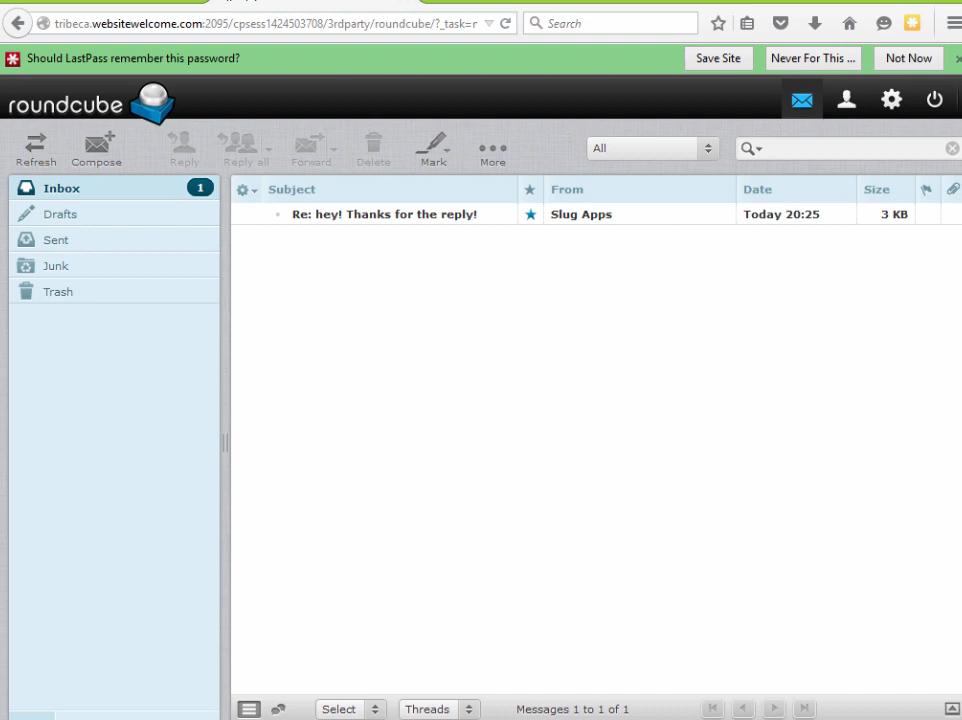 tribeca.websitewelcome.com:2095/cpsess1424503708/3rdparty/roundcube/?_task=r
Search
Should LastPass remember this password?
Save Site
Never For This ...
Not Now
roundcube
Refresh
Compose
Reply
Reply all
Forward
Delete
Mark
More
All
Inbox
1
Drafts
Sent
Junk
Trash
Subject
From
Date
Size
Re: hey! Thanks for the reply!
Slug Apps
Today 20:25
3 KB
Select
Threads
Messages 1 to 1 of 1